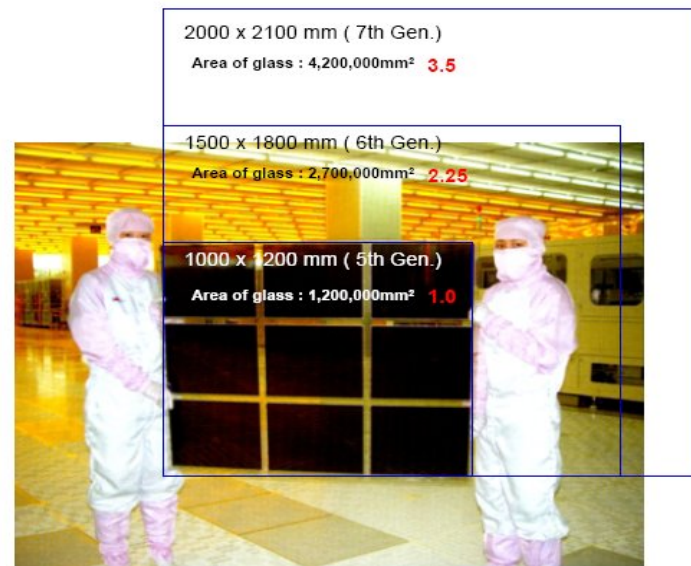 2000 x 2100 mm ( 7th Gen.)
Area of glass : 4,200,000mm² 3.5
1500 x 1800 mm ( 6th Gen.)
Area of glass : 2,700,000mm² 2.25
1000 x 1200 mm ( 5th Gen.)
Area of glass : 1,200,000mm² 1.0